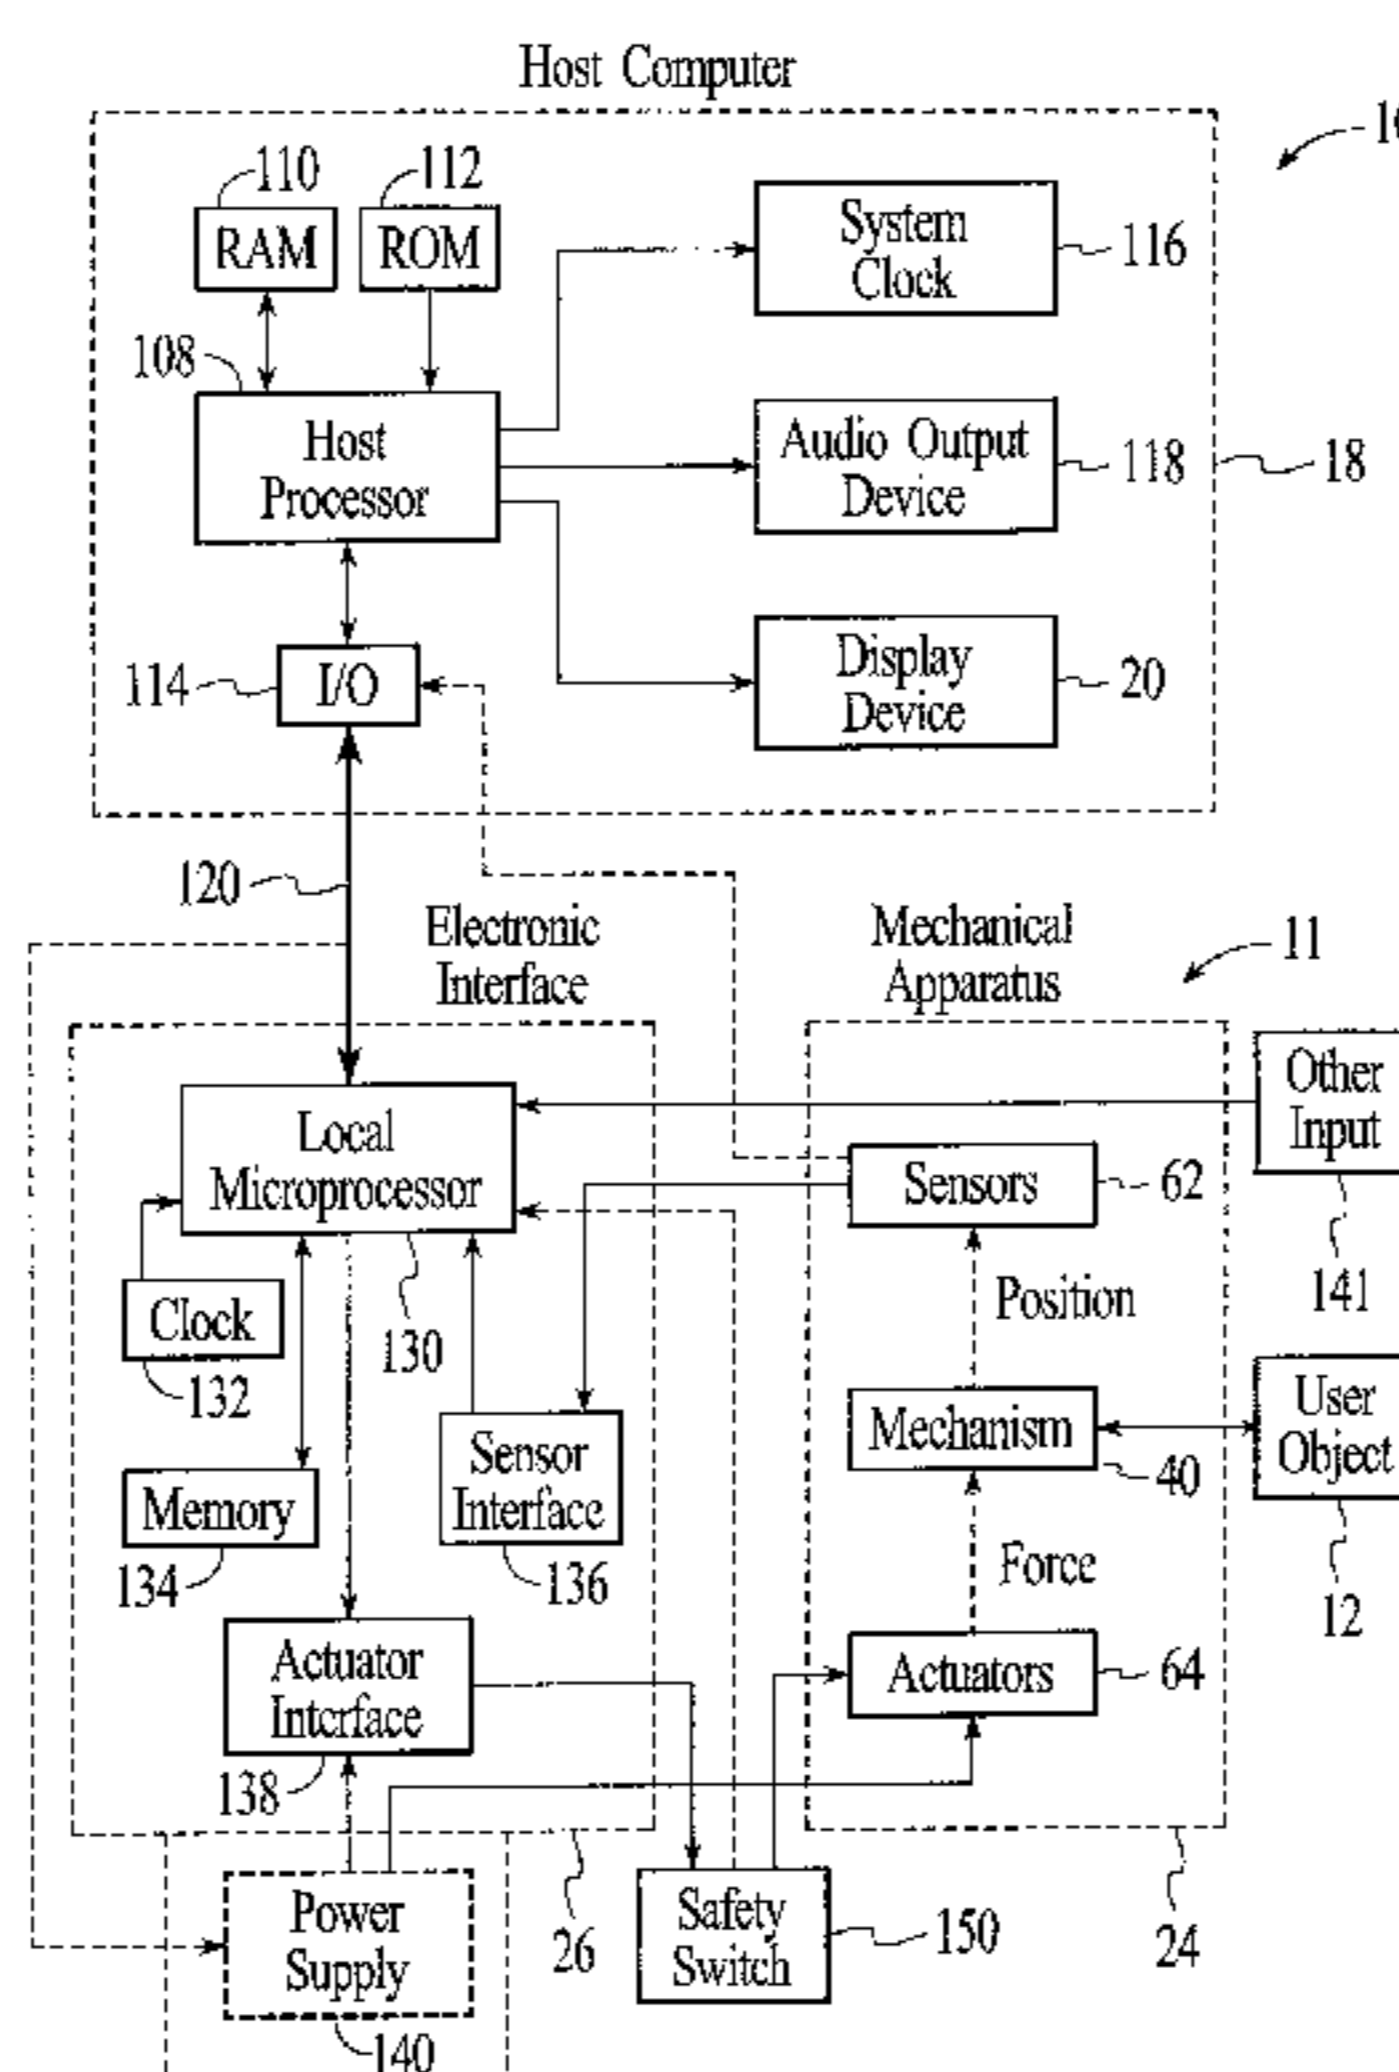 Host Computer
110
112
RAM
ROM
System
Clock
116
108
Host
Processor
Audio Output
Device
118
18
114
I/O
Display
Device
20
120
Electronic
Interface
Mechanical
Apparatus
11
Local
Microprocessor
Other
Input
Sensors
62
141
Clock
132
130
Position
Sensor
Interface
136
Mechanism
40
User
Object
12
Memory
134
Force
Actuator
Interface
138
Actuators
64
Power
Supply
140
26
Safety
Switch
150
24